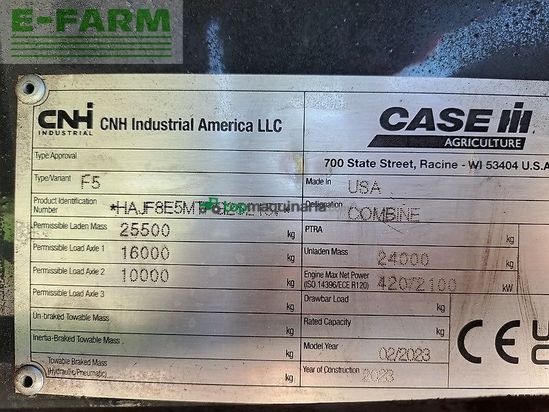 E-FARM
CNH
INDUSTRIAL
CNH Industrial America LLC
CASE IH
AGRICULTURE
700 State Street, Racine - WI 53404 U.S.A
Type Approval
Type/Variant F5
Made in USA
Product Identification Number
topmaquinaria
Designation COMBINE
Permissible Laden Mass 25500 kg
PTRA kg
Permissible Load Axle 1 16000 kg
Unladen Mass 24000 kg
Permissible Load Axle 2 10000 kg
Engine Max Net Power (ISO 14396/ECE R120) 420/2100 kW
Permissible Load Axle 3 kg
Drawbar Load kg
Un-braked Towable Mass kg
Rated Capacity kg
Inertia-Braked Towable Mass kg
Model Year 02/2023
Towable Braked Mass (Hydraulic/Pneumatic) kg
Year of Construction 2023
CE